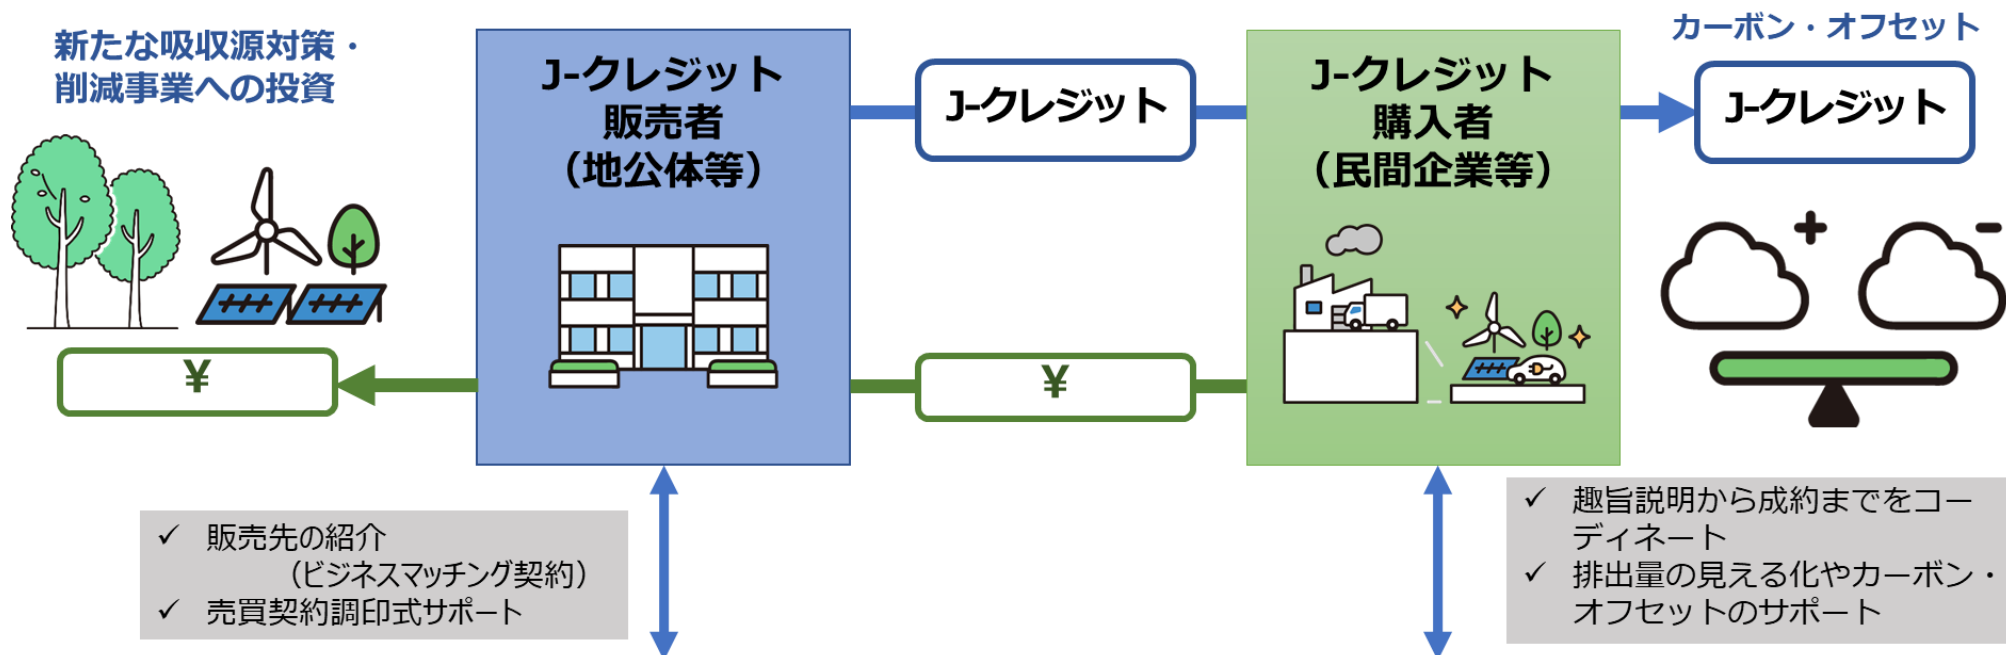 新たな吸収源対策・
削減事業への投資
¥
J-クレジット
販売者
（地公体等）
J-クレジット
¥
J-クレジット
購入者
（民間企業等）
カーボン・オフセット
J-クレジット
✓ 販売先の紹介
（ビジネスマッチング契約）
✓ 売買契約調印式サポート
✓ 趣旨説明から成約までをコー
ディネート
✓ 排出量の見える化やカーボン・
オフセットのサポート